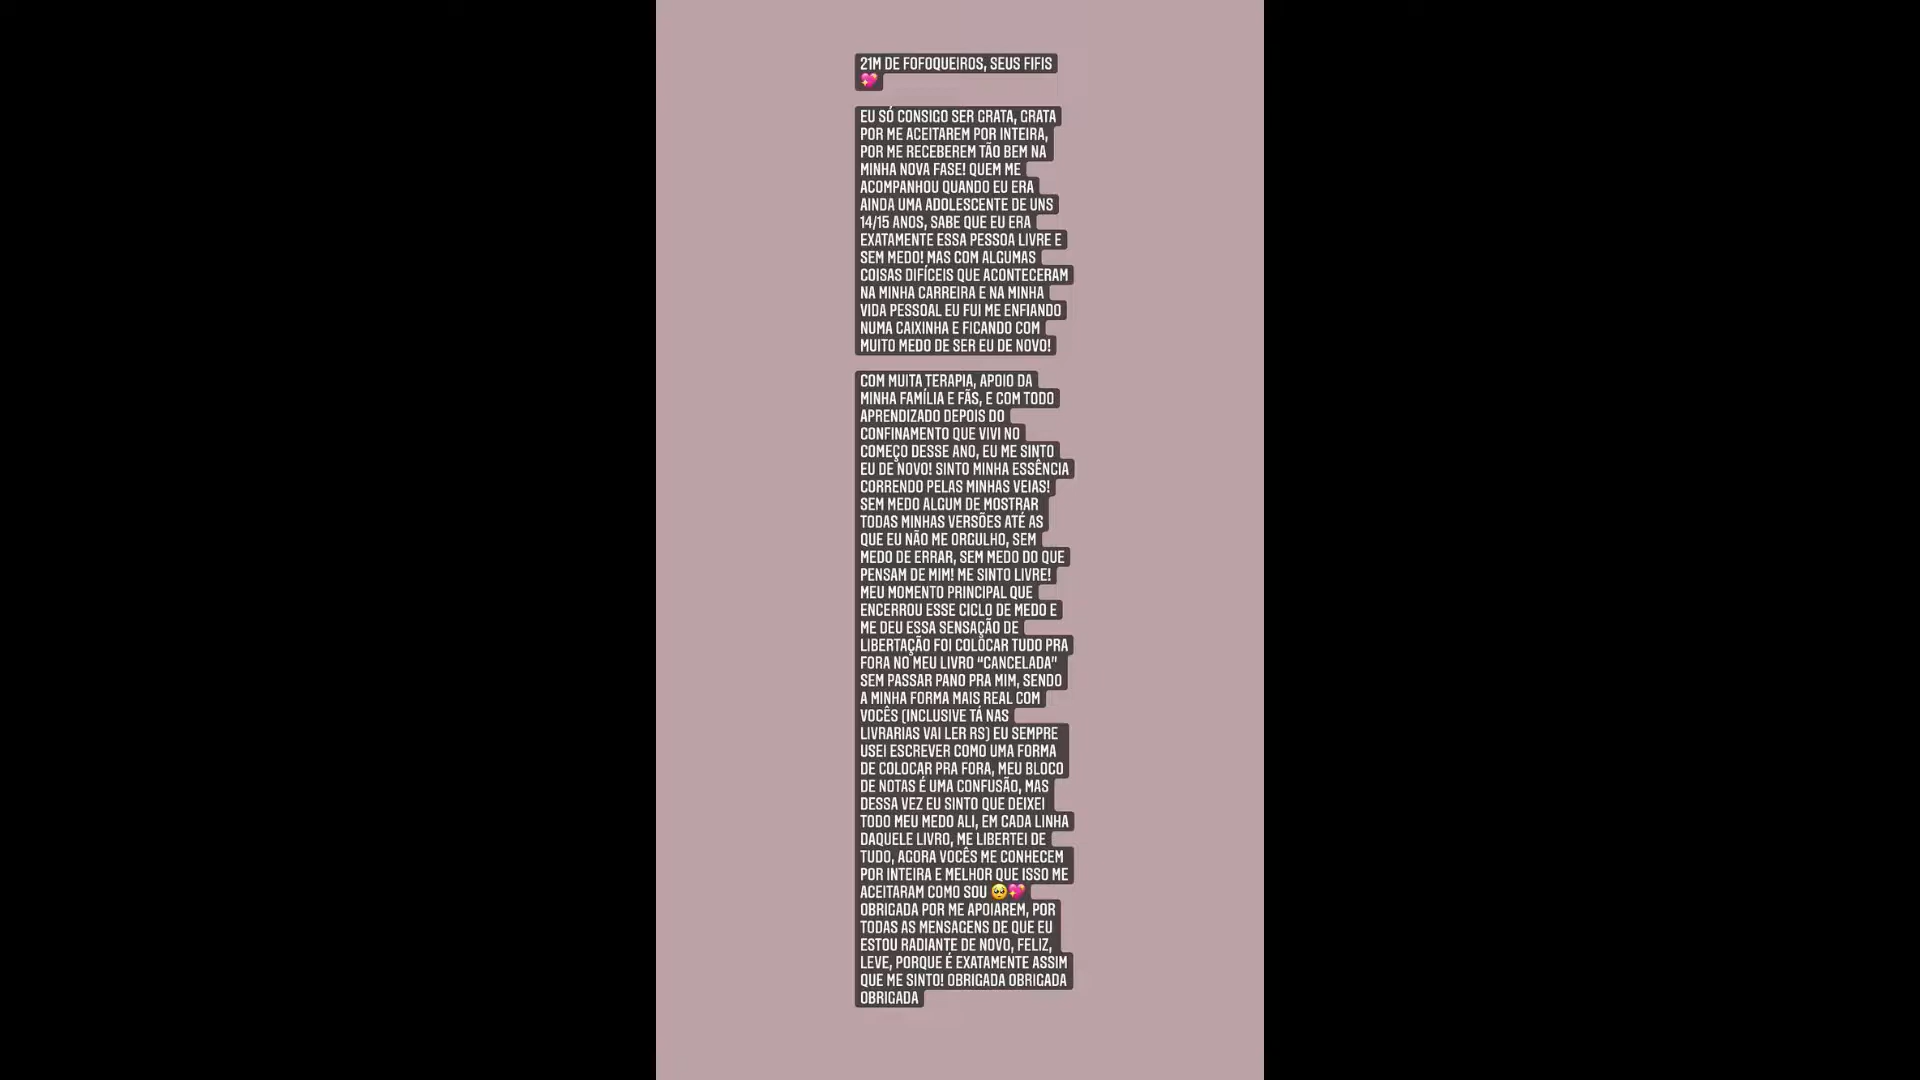 21M DE FOFOQUEIROS, SEUS FIFIS
💖
EU SÓ CONSIGO SER GRATA, GRATA
POR ME ACEITAREM POR INTEIRA,
POR ME RECEBEREM TÃO BEM NA
MINHA NOVA FASE! QUEM ME
ACOMPANHOU QUANDO EU ERA
AINDA UMA ADOLESCENTE DE UNS
14/15 ANOS, SABE QUE EU ERA
EXATAMENTE ESSA PESSOA LIVRE E
SEM MEDO! MAS COM ALGUMAS
COISAS DIFÍCEIS QUE ACONTECERAM
NA MINHA CARREIRA E NA MINHA
VIDA PESSOAL EU FUI ME ENFIANDO
NUMA CAIXINHA E FICANDO COM
MUITO MEDO DE SER EU DE NOVO!
COM MUITA TERAPIA, APOIO DA
MINHA FAMÍLIA E FÃS, E COM TODO
APRENDIZADO DEPOIS DO
CONFINAMENTO QUE VIVI NO
COMEÇO DESSE ANO, EU ME SINTO
EU DE NOVO! SINTO MINHA ESSÊNCIA
CORRENDO PELAS MINHAS VEIAS!
SEM MEDO ALGUM DE MOSTRAR
TODAS MINHAS VERSÕES ATÉ AS
QUE EU NÃO ME ORGULHO, SEM
MEDO DE ERRAR, SEM MEDO DO QUE
PENSAM DE MIM! ME SINTO LIVRE!
MEU MOMENTO PRINCIPAL QUE
ENCERROU ESSE CICLO DE MEDO E
ME DEU ESSA SENSAÇÃO DE
LIBERTAÇÃO FOI COLOCAR TUDO PRA
FORA NO MEU LIVRO “CANCELADA”
SEM PASSAR PANO PRA MIM, SENDO
A MINHA FORMA MAIS REAL COM
VOCÊS (INCLUSIVE TÁ NAS
LIVRARIAS VAI LER RS) EU SEMPRE
USEI ESCREVER COMO UMA FORMA
DE COLOCAR PRA FORA, MEU BLOCO
DE NOTAS É UMA CONFUSÃO, MAS
DESSA VEZ EU SINTO QUE DEIXEI
TODO MEU MEDO ALI, EM CADA LINHA
DAQUELE LIVRO, ME LIBERTEI DE
TUDO, AGORA VOCÊS ME CONHECEM
POR INTEIRA E MELHOR QUE ISSO ME
ACEITARAM COMO SOU 🥺💖
OBRIGADA POR ME APOIAREM, POR
TODAS AS MENSAGENS DE QUE EU
ESTOU RADIANTE DE NOVO, FELIZ,
LEVE, PORQUE É EXATAMENTE ASSIM
QUE ME SINTO! OBRIGADA OBRIGADA
OBRIGADA